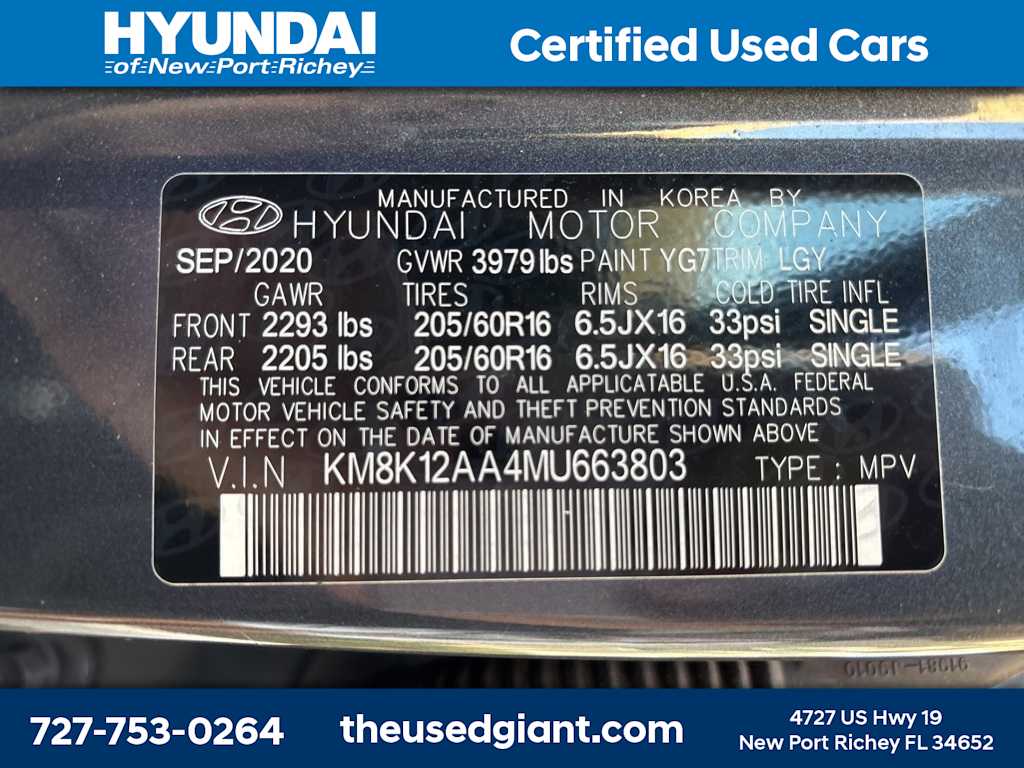 HYUNDAI
of New Port Richey
Certified Used Cars
MANUFACTURED IN KOREA BY
HYUNDAI MOTOR COMPANY
SEP/2020 GVWR 3979 lbs PAINT YG7 TRIM LGY
GAWR TIRES RIMS COLD TIRE INFL
FRONT 2293 lbs 205/60R16 6.5JX16 33psi SINGLE
REAR 2205 lbs 205/60R16 6.5JX16 33psi SINGLE
THIS VEHICLE CONFORMS TO ALL APPLICABLE U.S.A. FEDERAL
MOTOR VEHICLE SAFETY AND THEFT PREVENTION STANDARDS
IN EFFECT ON THE DATE OF MANUFACTURE SHOWN ABOVE
V.I.N KM8K12AA4MU663803 TYPE : MPV
727-753-0264
theusedgiant.com
4727 US Hwy 19
New Port Richey FL 34652